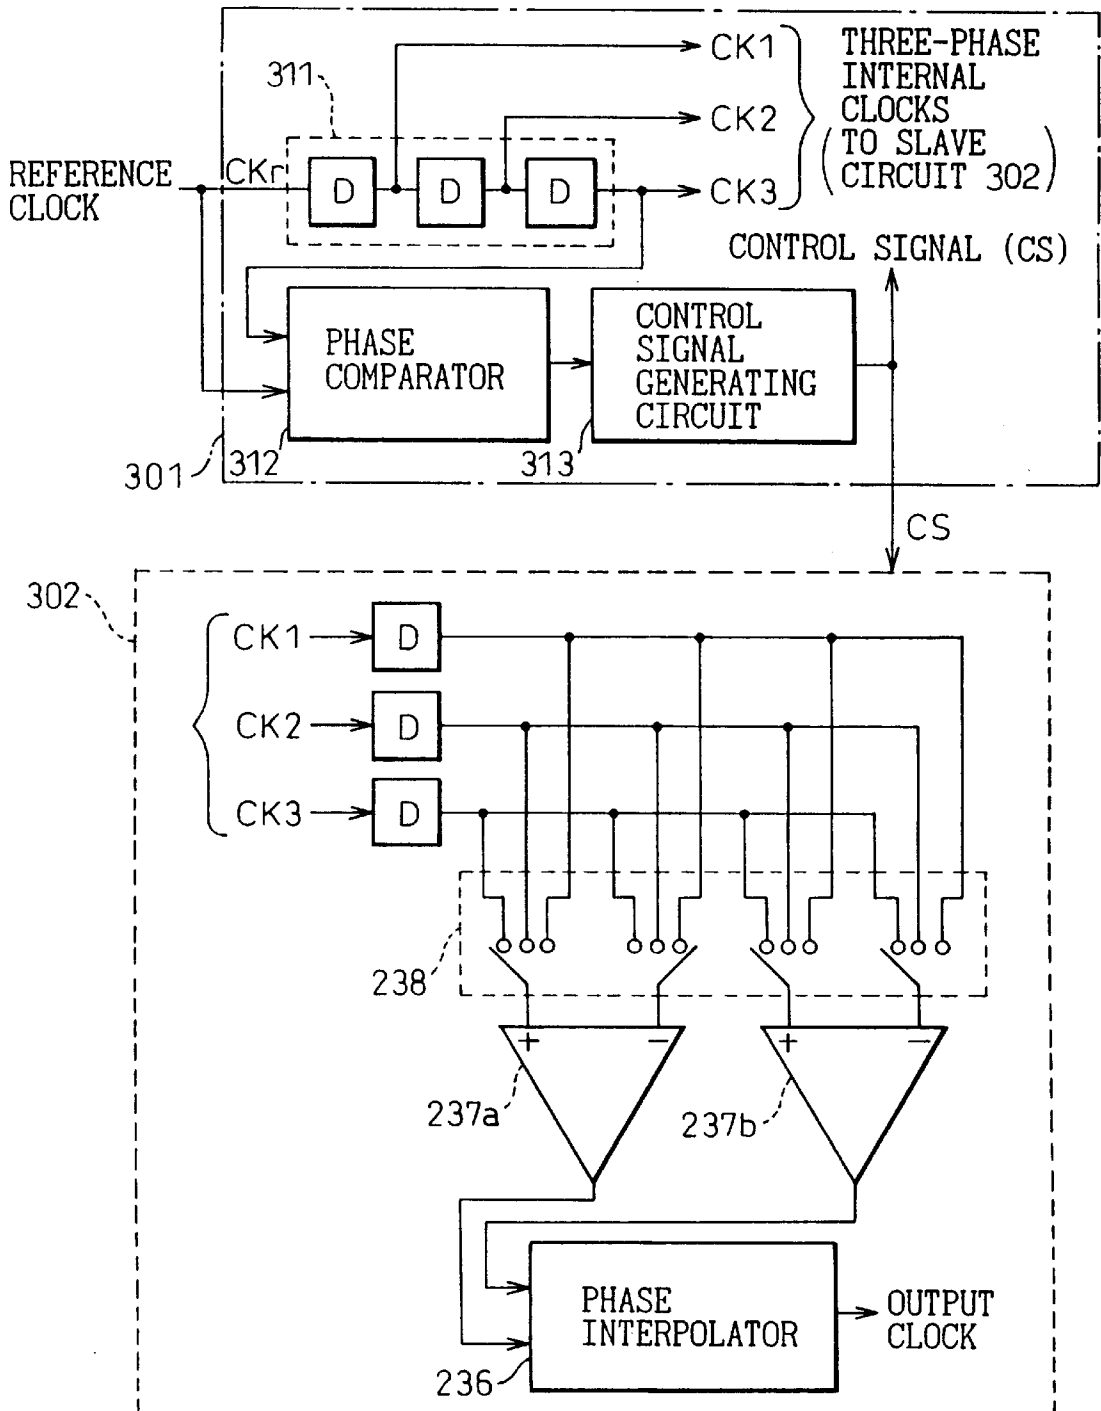 CK1
THREE-PHASE
INTERNAL
CLOCKS
(TO SLAVE
CIRCUIT 302)
311
CK2
REFERENCE
CLOCK
CKr
D
D
D
CK3
CONTROL SIGNAL (CS)
PHASE
COMPARATOR
CONTROL
SIGNAL
GENERATING
CIRCUIT
301
312
313
CS
302
CK1
D
CK2
D
CK3
D
238
+
−
+
−
237a
237b
PHASE
INTERPOLATOR
OUTPUT
CLOCK
236